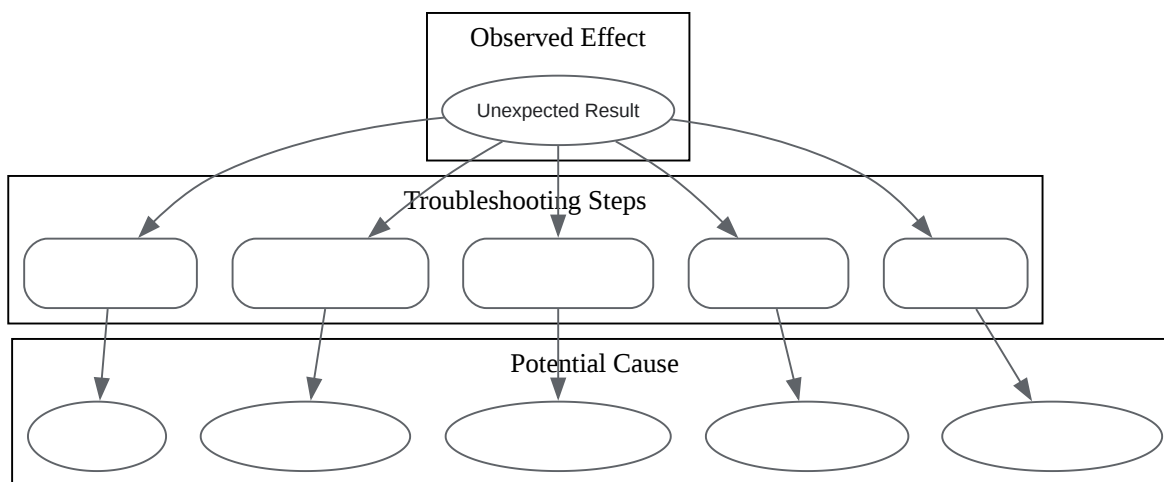 Observed Effect
Unexpected Result
Troubleshooting Steps
Potential Cause